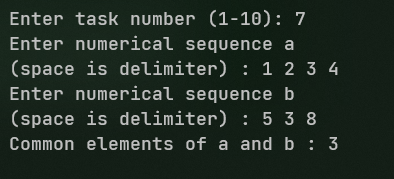 Enter task number (1-10): 7
Enter numerical sequence a
(space is delimiter) : 1 2 3 4
Enter numerical sequence b
(space is delimiter) : 5 3 8
Common elements of a and b : 3